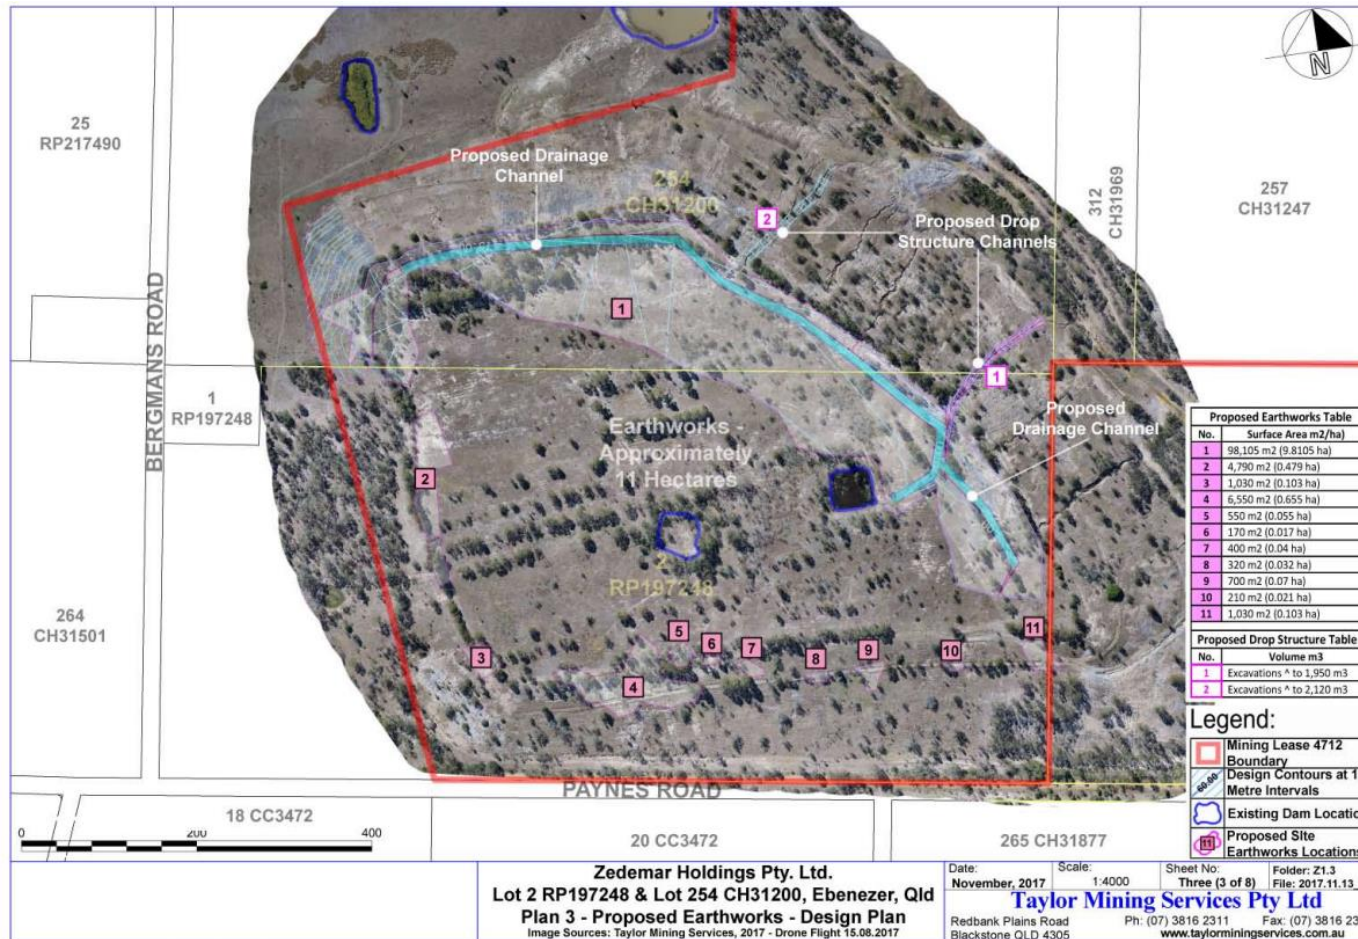 25
RP217490
BERGMANS ROAD
1
RP197248
264
CH31501
Proposed Drainage
Channel
254
CH31200
2
Proposed Drop
Structure Channels
312
CH31969
257
CH31247
N
1
1
Proposed
Drainage Channel
Earthworks -
Approximately
11 Hectares
2
2
RP197248
3
4
5
6
7
8
9
10
11
PAYNES ROAD
18 CC3472
20 CC3472
265 CH31877
0 200 400
Proposed Earthworks Table
No. Surface Area m2/ha)
1 98,105 m2 (9.8105 ha)
2 4,790 m2 (0.479 ha)
3 1,030 m2 (0.103 ha)
4 6,550 m2 (0.655 ha)
5 550 m2 (0.055 ha)
6 170 m2 (0.017 ha)
7 400 m2 (0.04 ha)
8 320 m2 (0.032 ha)
9 700 m2 (0.07 ha)
10 210 m2 (0.021 ha)
11 1,030 m2 (0.103 ha)
Proposed Drop Structure Table
No. Volume m3
1 Excavations ^ to 1,950 m3
2 Excavations ^ to 2,120 m3
Legend:
Mining Lease 4712
Boundary
60.00
Design Contours at 1
Metre Intervals
Existing Dam Locatio
11
Proposed SIte
Earthworks Locations
Zedemar Holdings Pty. Ltd.
Lot 2 RP197248 & Lot 254 CH31200, Ebenezer, Qld
Plan 3 - Proposed Earthworks - Design Plan
Image Sources: Taylor Mining Services, 2017 - Drone Flight 15.08.2017
Date:
November, 2017
Scale:
1:4000
Sheet No:
Three (3 of 8)
Folder: Z1.3
File: 2017.11.13_
Taylor Mining Services Pty Ltd
Redbank Plains Road Ph: (07) 3816 2311 Fax: (07) 3816 23
Blackstone QLD 4305 www.taylorminingservices.com.au